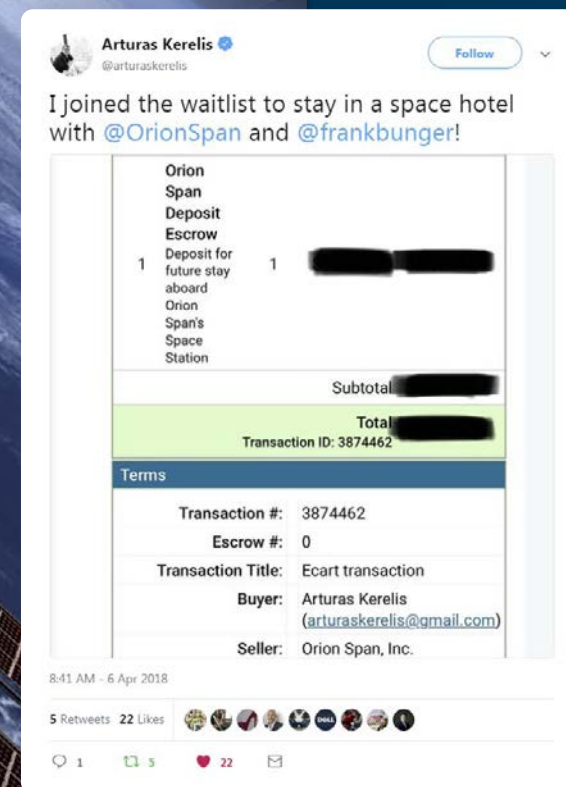 Arturas Kerelis
@arturaskerelis
Follow
I joined the waitlist to stay in a space hotel
with @OrionSpan and @frankbunger!
Orion
Span
Deposit
Escrow
1 Deposit for 1
future stay
aboard
Orion
Span's
Space
Station
Subtotal
Total
Transaction ID: 3874462
Terms
Transaction #: 3874462
Escrow #: 0
Transaction Title: Ecart transaction
Buyer: Arturas Kerelis
(arturaskerelis@gmail.com)
Seller: Orion Span, Inc.
8:41 AM - 6 Apr 2018
5 Retweets 22 Likes DELL
1 5 22